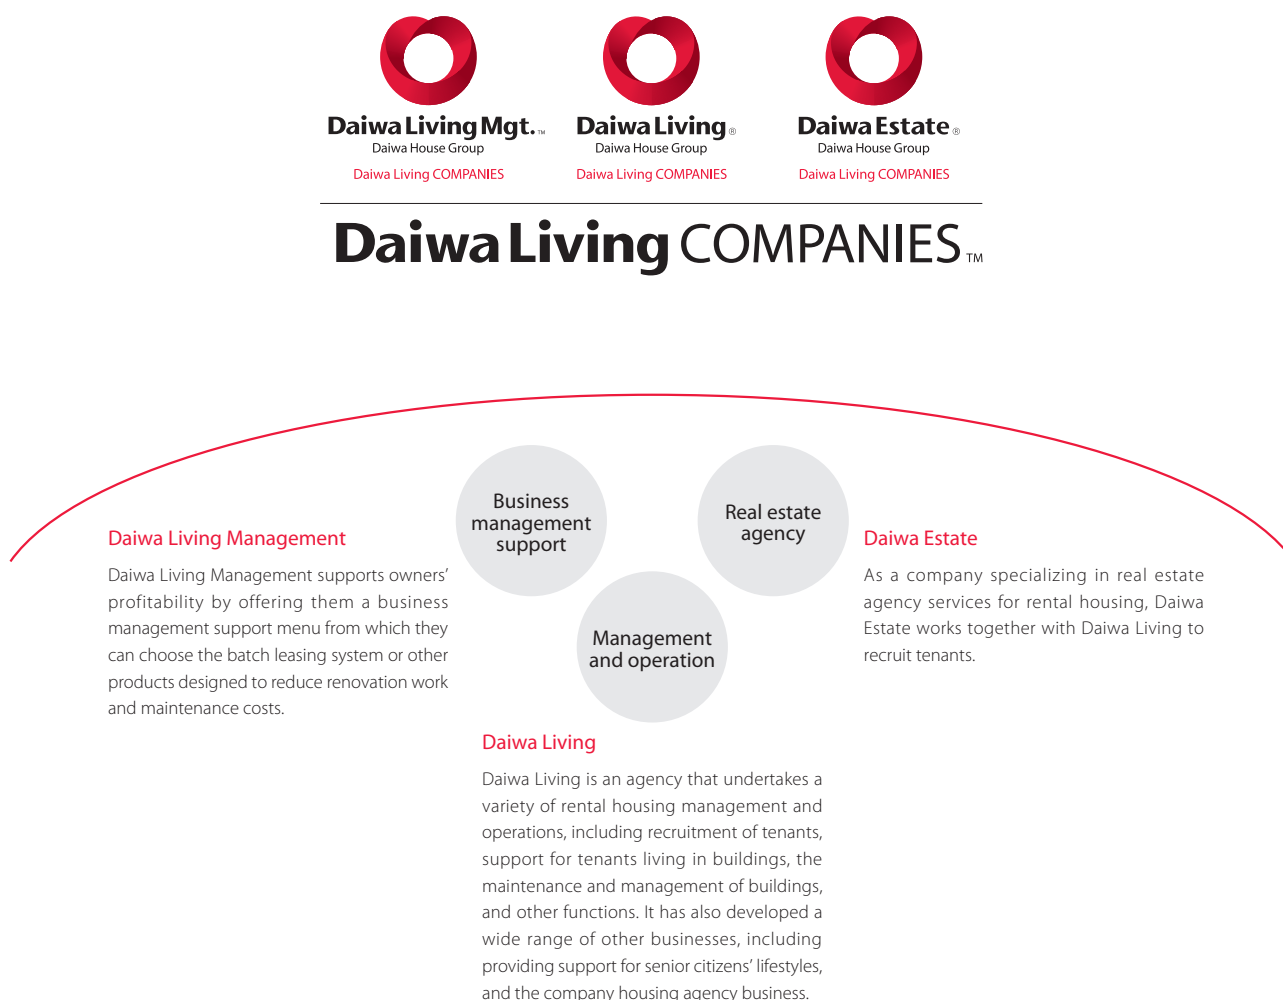 Daiwa Living Mgt.™
Daiwa House Group
Daiwa Living COMPANIES
Daiwa Living®
Daiwa House Group
Daiwa Living COMPANIES
Daiwa Estate®
Daiwa House Group
Daiwa Living COMPANIES
Daiwa Living COMPANIES™
Business
management
support
Real estate
agency
Management
and operation
Daiwa Living Management
Daiwa Living Management supports owners’
profitability by offering them a business
management support menu from which they
can choose the batch leasing system or other
products designed to reduce renovation work
and maintenance costs.
Daiwa Estate
As a company specializing in real estate
agency services for rental housing, Daiwa
Estate works together with Daiwa Living to
recruit tenants.
Daiwa Living
Daiwa Living is an agency that undertakes a
variety of rental housing management and
operations, including recruitment of tenants,
support for tenants living in buildings, the
maintenance and management of buildings,
and other functions. It has also developed a
wide range of other businesses, including
providing support for senior citizens’ lifestyles,
and the company housing agency business.